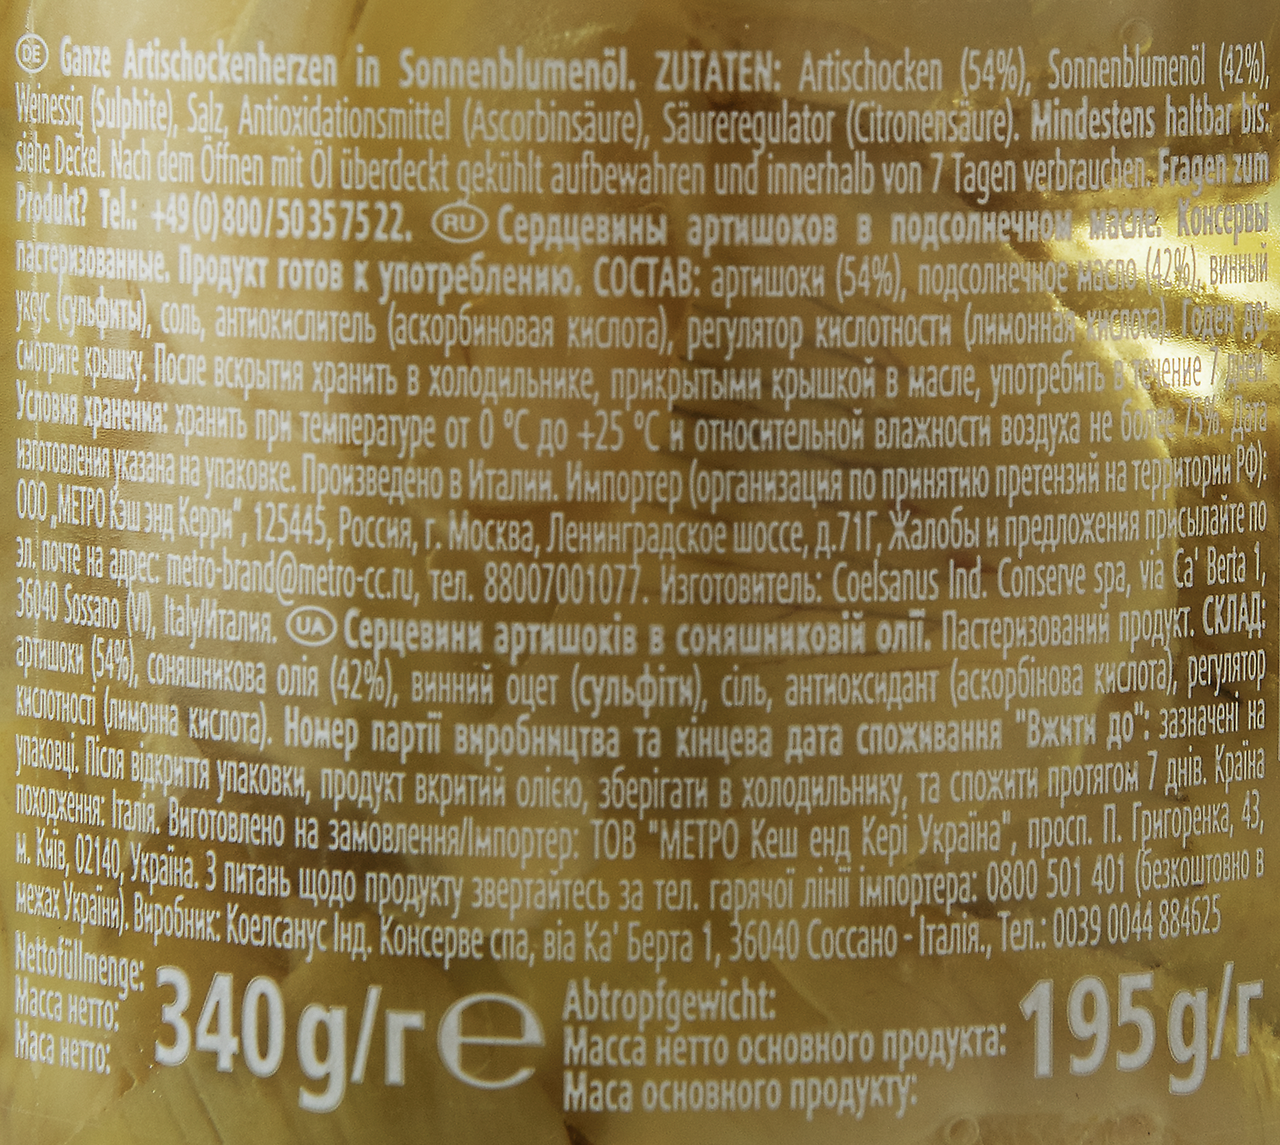 DE Ganze Artischockenherzen in Sonnenblumenöl. ZUTATEN: Artischocken (54%), Sonnenblumenöl (42%),
Weinessig (Sulphite), Salz, Antioxidationsmittel (Ascorbinsäure), Säureregulator (Citronensäure). Mindestens haltbar bis:
siehe Deckel. Nach dem Öffnen mit Öl überdeckt gekühlt aufbewahren und innerhalb von 7 Tagen verbrauchen. Fragen zum
Produkt? Tel.: +49(0)800/50357522. RU Сердцевины артишоков в подсолнечном масле. Консервы
пастеризованные. Продукт готов к употреблению. СОСТАВ: артишоки (54%), подсолнечное масло (42%), винный
уксус (сульфиты), соль, антиокислитель (аскорбиновая кислота), регулятор кислотности (лимонная кислота). Годен до:
смотрите крышку. После вскрытия хранить в холодильнике, прикрытыми крышкой в масле, употребить в течение 7 дней.
Условия хранения: хранить при температуре от 0 °C до +25 °C и относительной влажности воздуха не более 75%. Дата
изготовления указана на упаковке. Произведено в Италии. Импортер (организация по принятию претензий на территории РФ):
ООО „МЕТРО Кэш энд Керри", 125445, Россия, г. Москва, Ленинградское шоссе, д.71Г, Жалобы и предложения присылайте по
эл. почте на адрес: metro-brand@metro-cc.ru, тел. 88007001077. Изготовитель: Coelsanus Ind. Conserve spa, via Ca' Berta 1,
36040 Sossano (VI), Italy/Италия. UA Серцевини артишоків в соняшниковій олії. Пастеризований продукт. СКЛАД:
артишоки (54%), соняшникова олія (42%), винний оцет (сульфіти), сіль, антиоксидант (аскорбінова кислота), регулятор
кислотності (лимонна кислота). Номер партії виробництва та кінцева дата споживання "Вжити до": зазначені на
упаковці. Після відкриття упаковки, продукт вкритий олією, зберігати в холодильнику, та спожити протягом 7 днів. Країна
походження: Італія. Виготовлено на замовлення/Імпортер: ТОВ "МЕТРО Кеш енд Кері Україна", просп. П. Григоренка, 43,
м. Київ, 02140, Україна. З питань щодо продукту звертайтесь за тел. гарячої лінії імпортера: 0800 501 401 (безкоштовно в
межах України). Виробник: Коелсанус Інд. Консерве спа, віа Ка' Берта 1, 36040 Соссано - Італія., Тел.: 0039 0044 884625
Nettofüllmenge:
Масса нетто:
Маса нетто:
340 g/г e
Abtropfgewicht:
Масса нетто основного продукта:
Маса основного продукту:
195 g/г